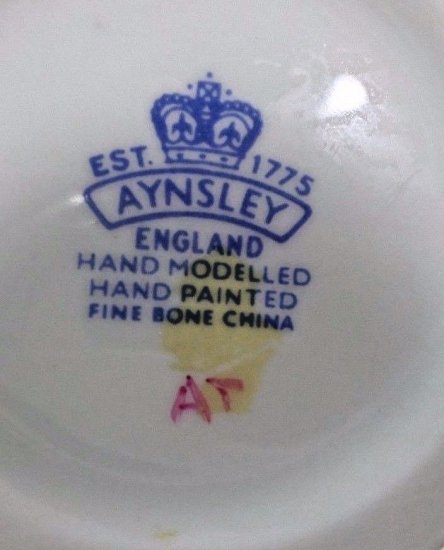 EST. 1775
AYNSLEY
ENGLAND
HAND MODELLED
HAND PAINTED
FINE BONE CHINA
AT